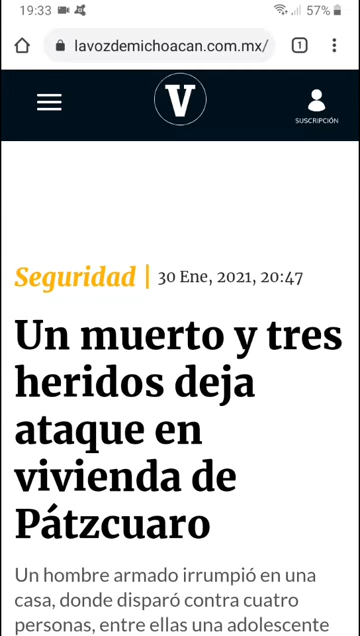 19:33 57%
lavozdemichoacan.com.mx/ 1
V
SUSCRIPCIÓN
Seguridad | 30 Ene, 2021, 20:47
Un muerto y tres
heridos deja
ataque en
vivienda de
Pátzcuaro
Un hombre armado irrumpió en una
casa, donde disparó contra cuatro
personas, entre ellas una adolescente